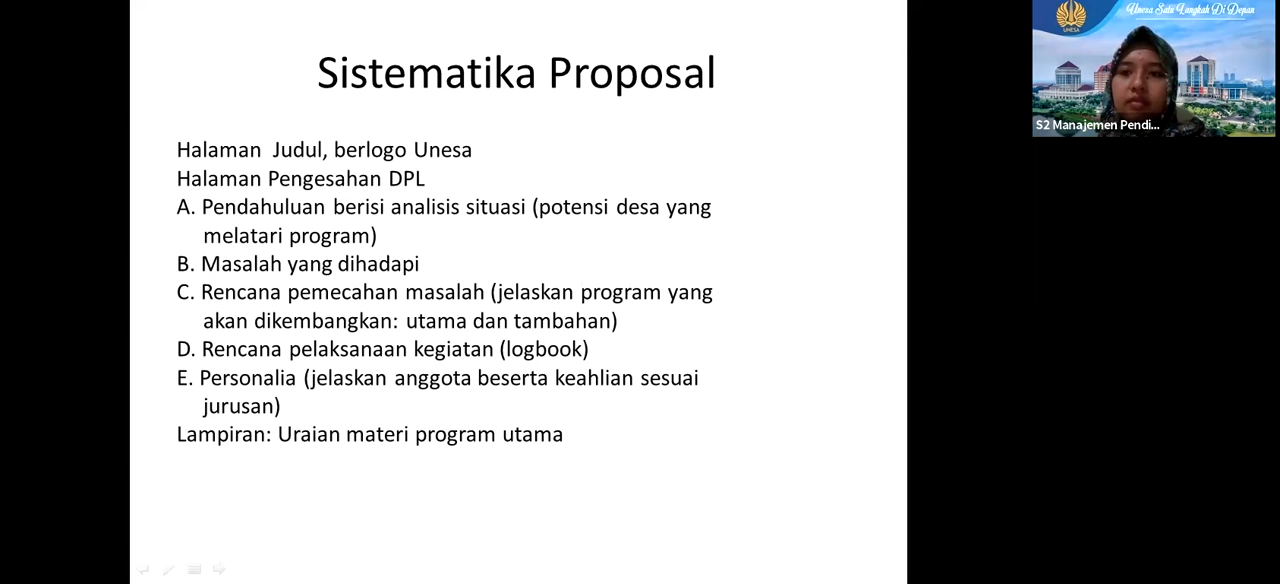 Sistematika Proposal
Halaman Judul, berlogo Unesa
Halaman Pengesahan DPL
A. Pendahuluan berisi analisis situasi (potensi desa yang
melatari program)
B. Masalah yang dihadapi
C. Rencana pemecahan masalah (jelaskan program yang
akan dikembangkan: utama dan tambahan)
D. Rencana pelaksanaan kegiatan (logbook)
E. Personalia (jelaskan anggota beserta keahlian sesuai
jurusan)
Lampiran: Uraian materi program utama
Unesa Satu Langkah Di Depan
UNESA
S2 Manajemen Pendi...